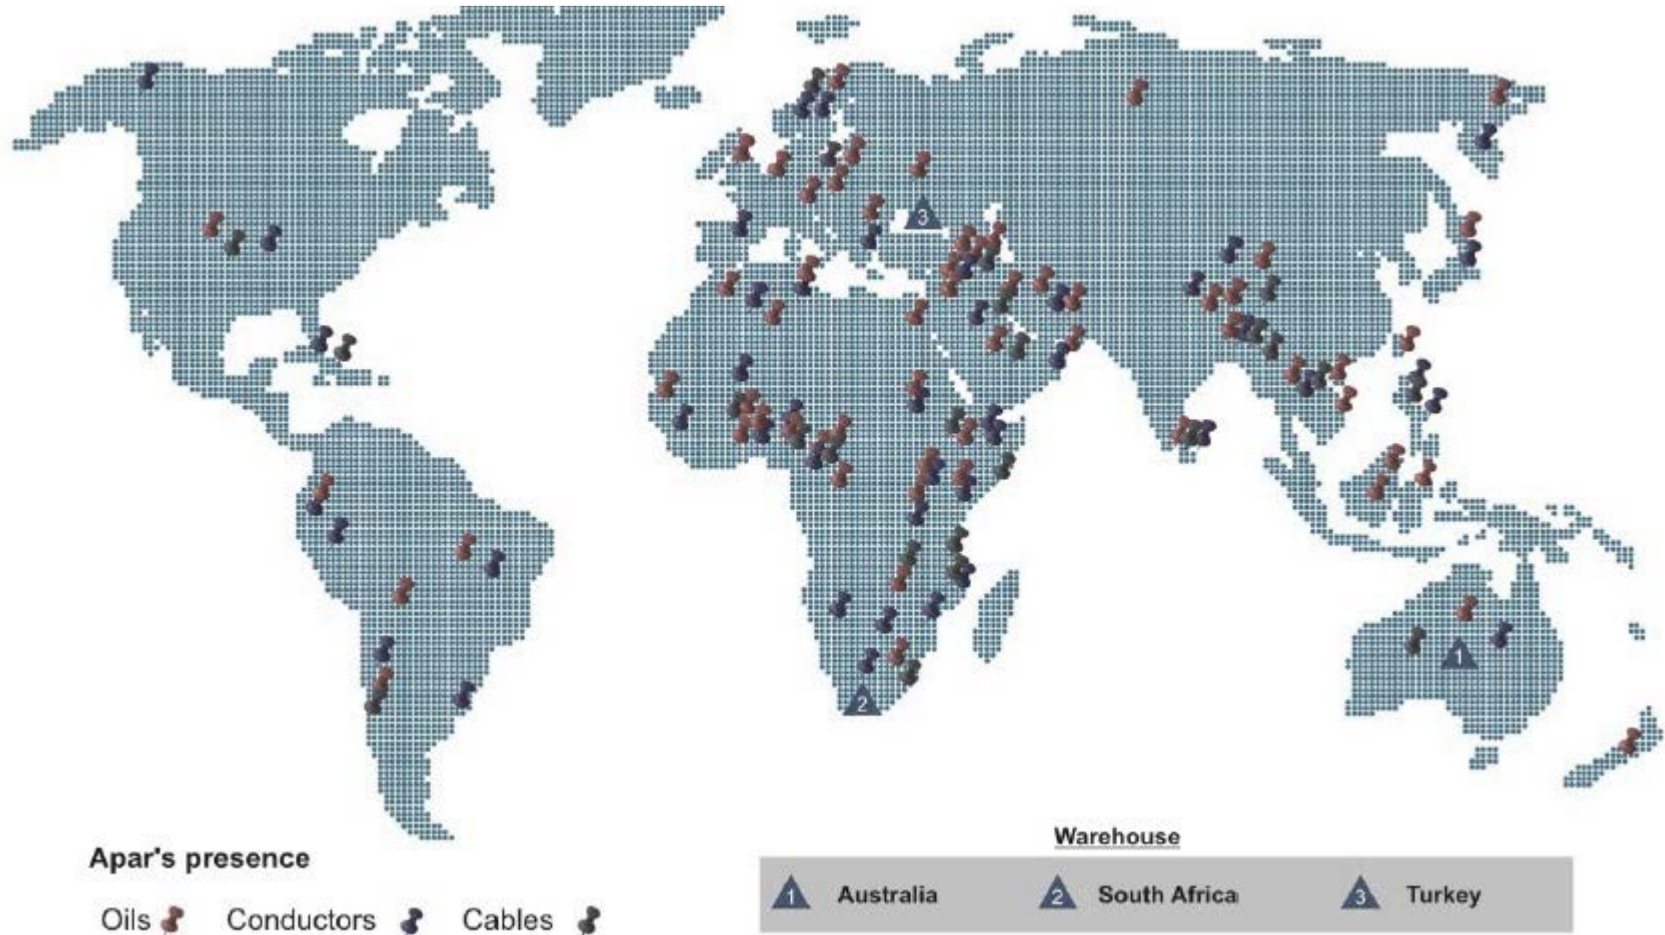 3
2
1
Apar's presence
Oils Conductors Cables
Warehouse
1 Australia 2 South Africa 3 Turkey